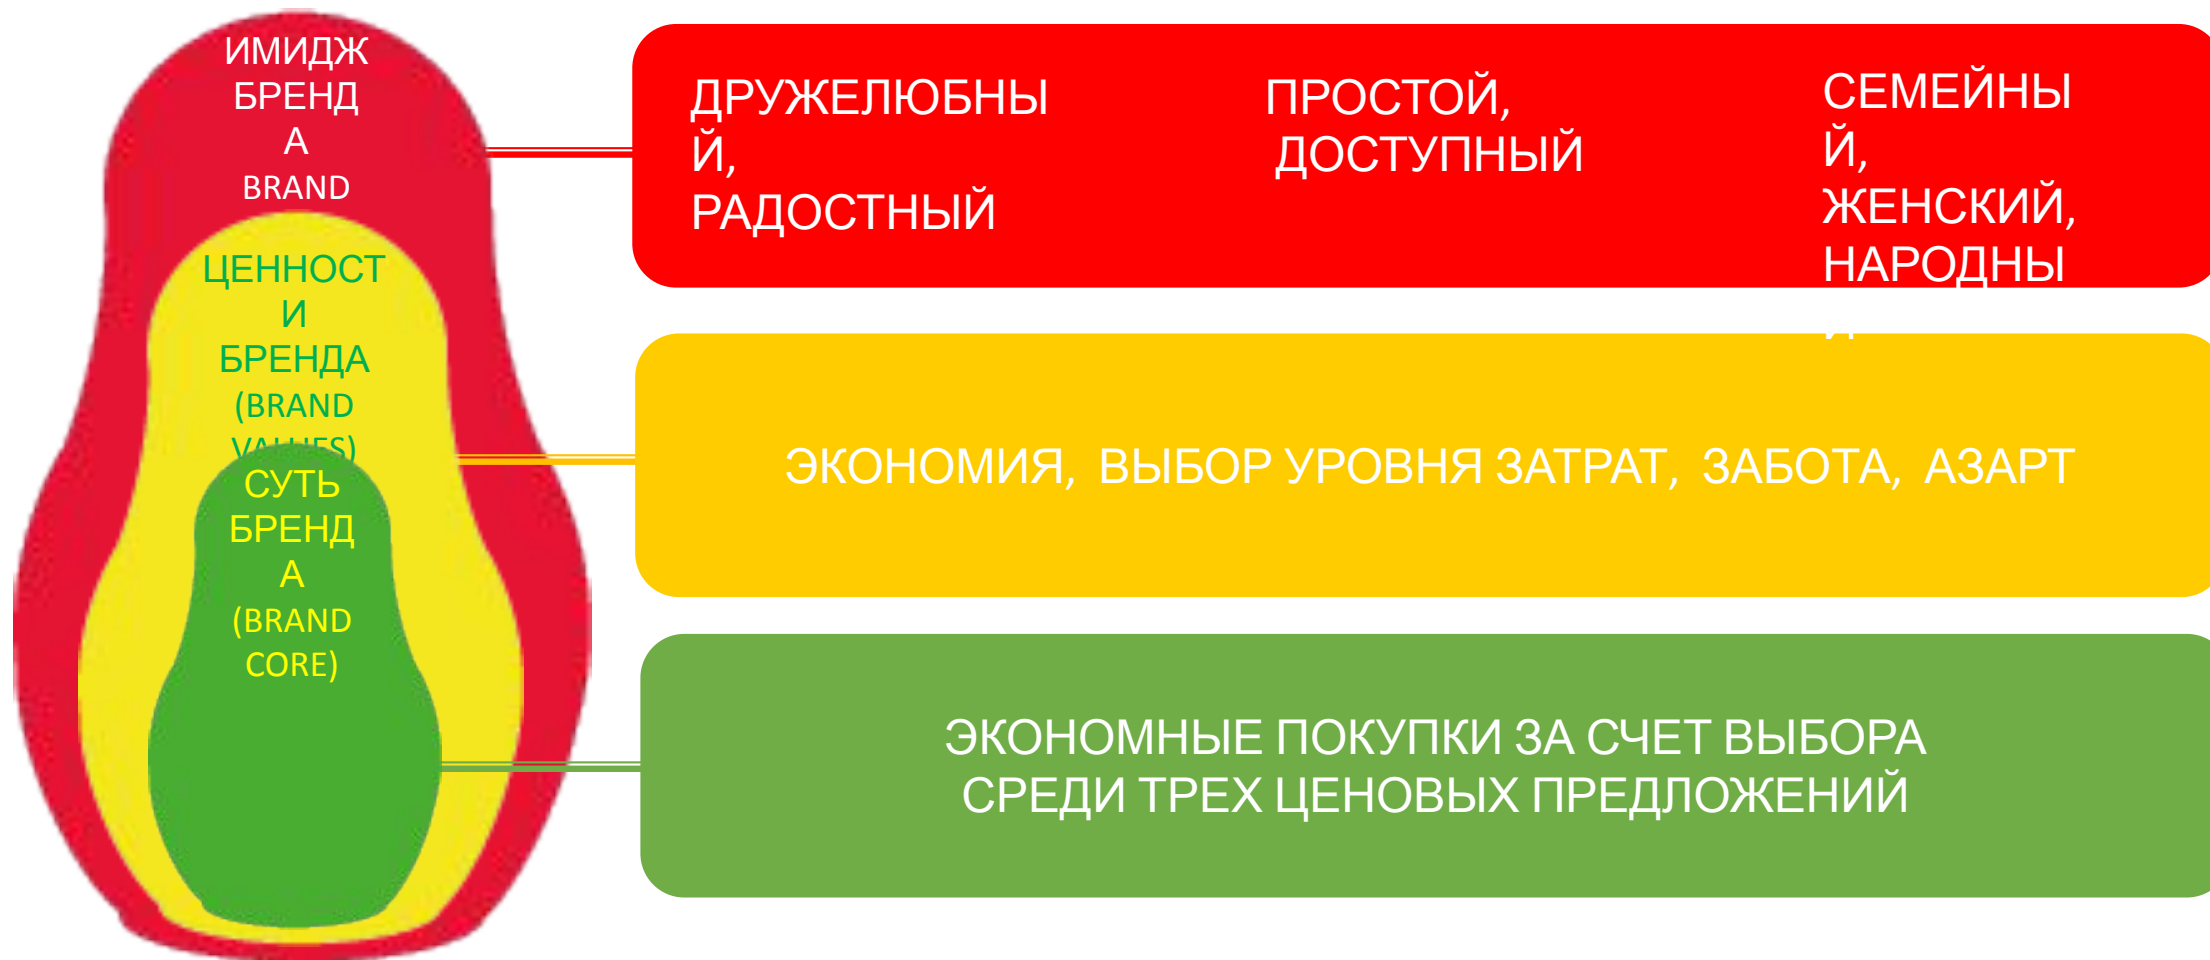 ИМИДЖ
БРЕНД
А
BRAND
ДРУЖЕЛЮБНЫ
Й,
РАДОСТНЫЙ
ПРОСТОЙ,
ДОСТУПНЫЙ
СЕМЕЙНЫ
Й,
ЖЕНСКИЙ,
НАРОДНЫ
Й
ЦЕННОСТ
И
БРЕНДА
(BRAND
VALUES)
ЭКОНОМИЯ, ВЫБОР УРОВНЯ ЗАТРАТ, ЗАБОТА, АЗАРТ
СУТЬ
БРЕНД
А
(BRAND
CORE)
ЭКОНОМНЫЕ ПОКУПКИ ЗА СЧЕТ ВЫБОРА
СРЕДИ ТРЕХ ЦЕНОВЫХ ПРЕДЛОЖЕНИЙ